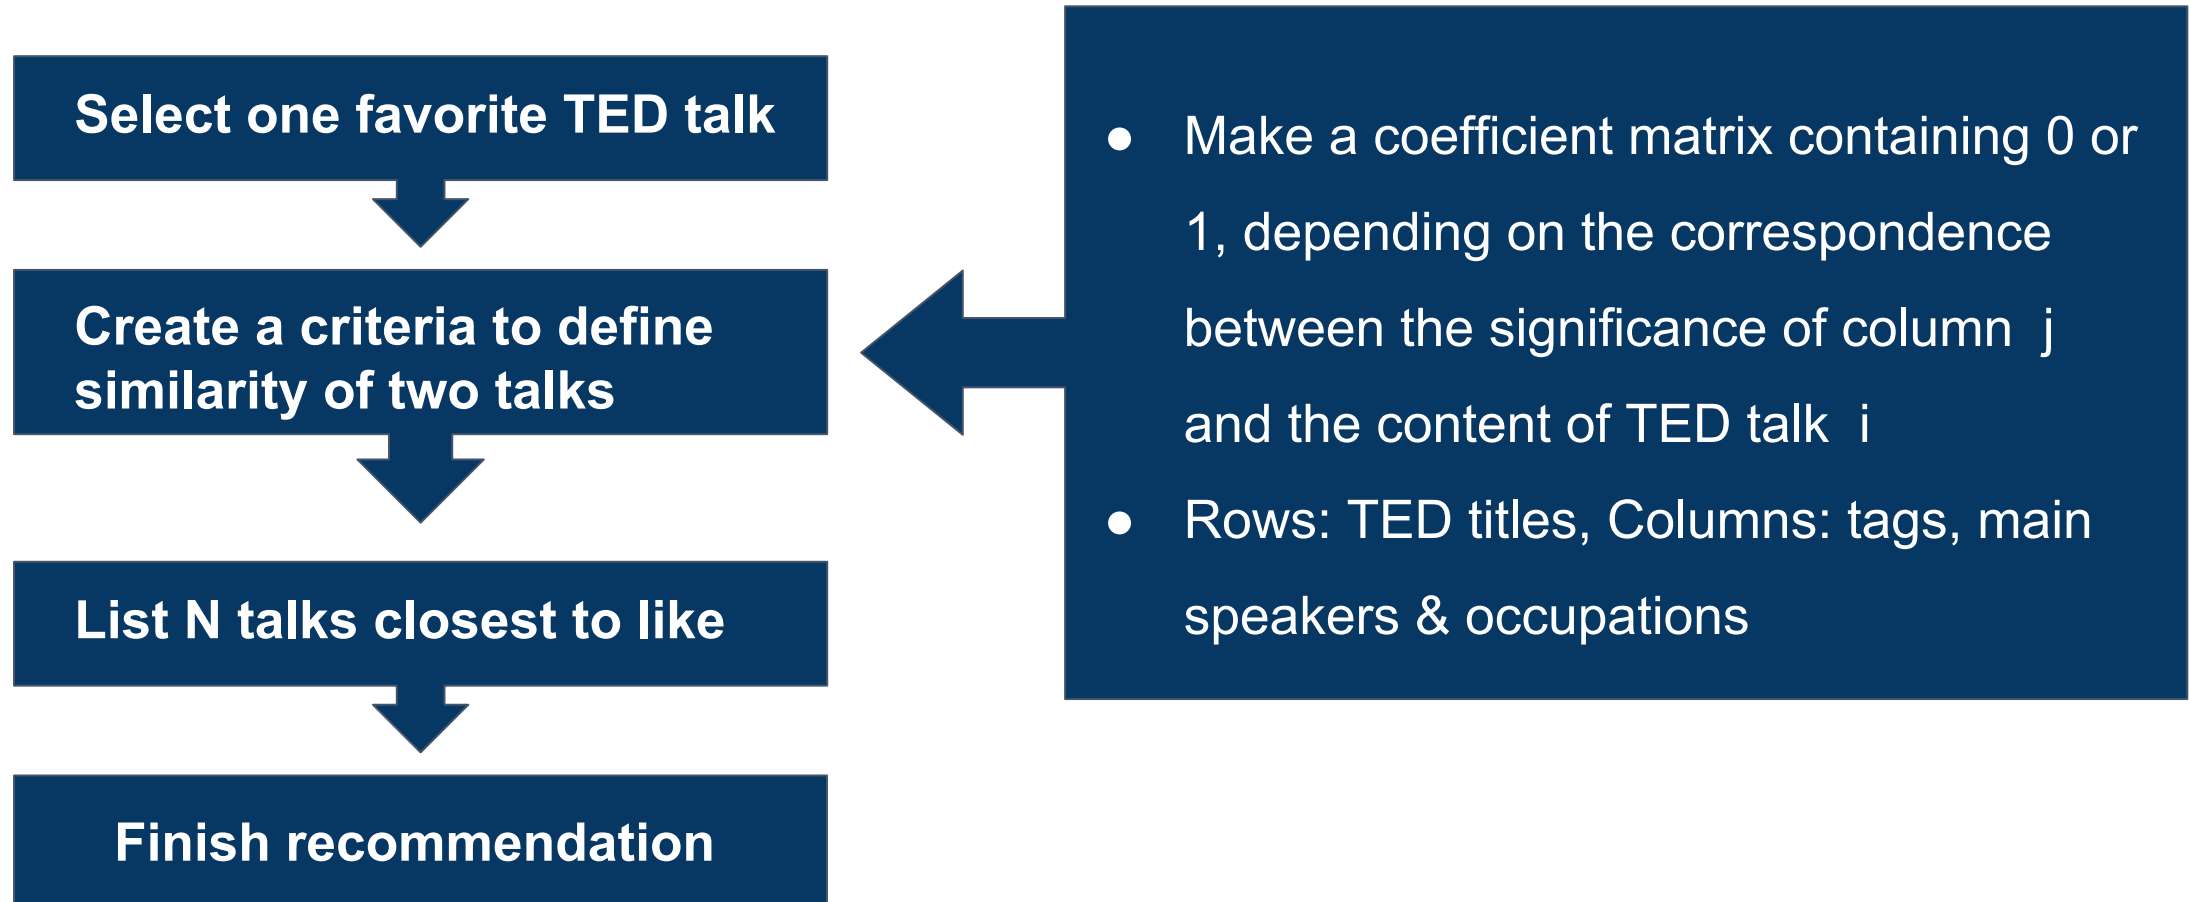 Select one favorite TED talk
Create a criteria to define
similarity of two talks
List N talks closest to like
Finish recommendation
● Make a coefficient matrix containing 0 or
1, depending on the correspondence
between the significance of column j
and the content of TED talk i
● Rows: TED titles, Columns: tags, main
speakers & occupations